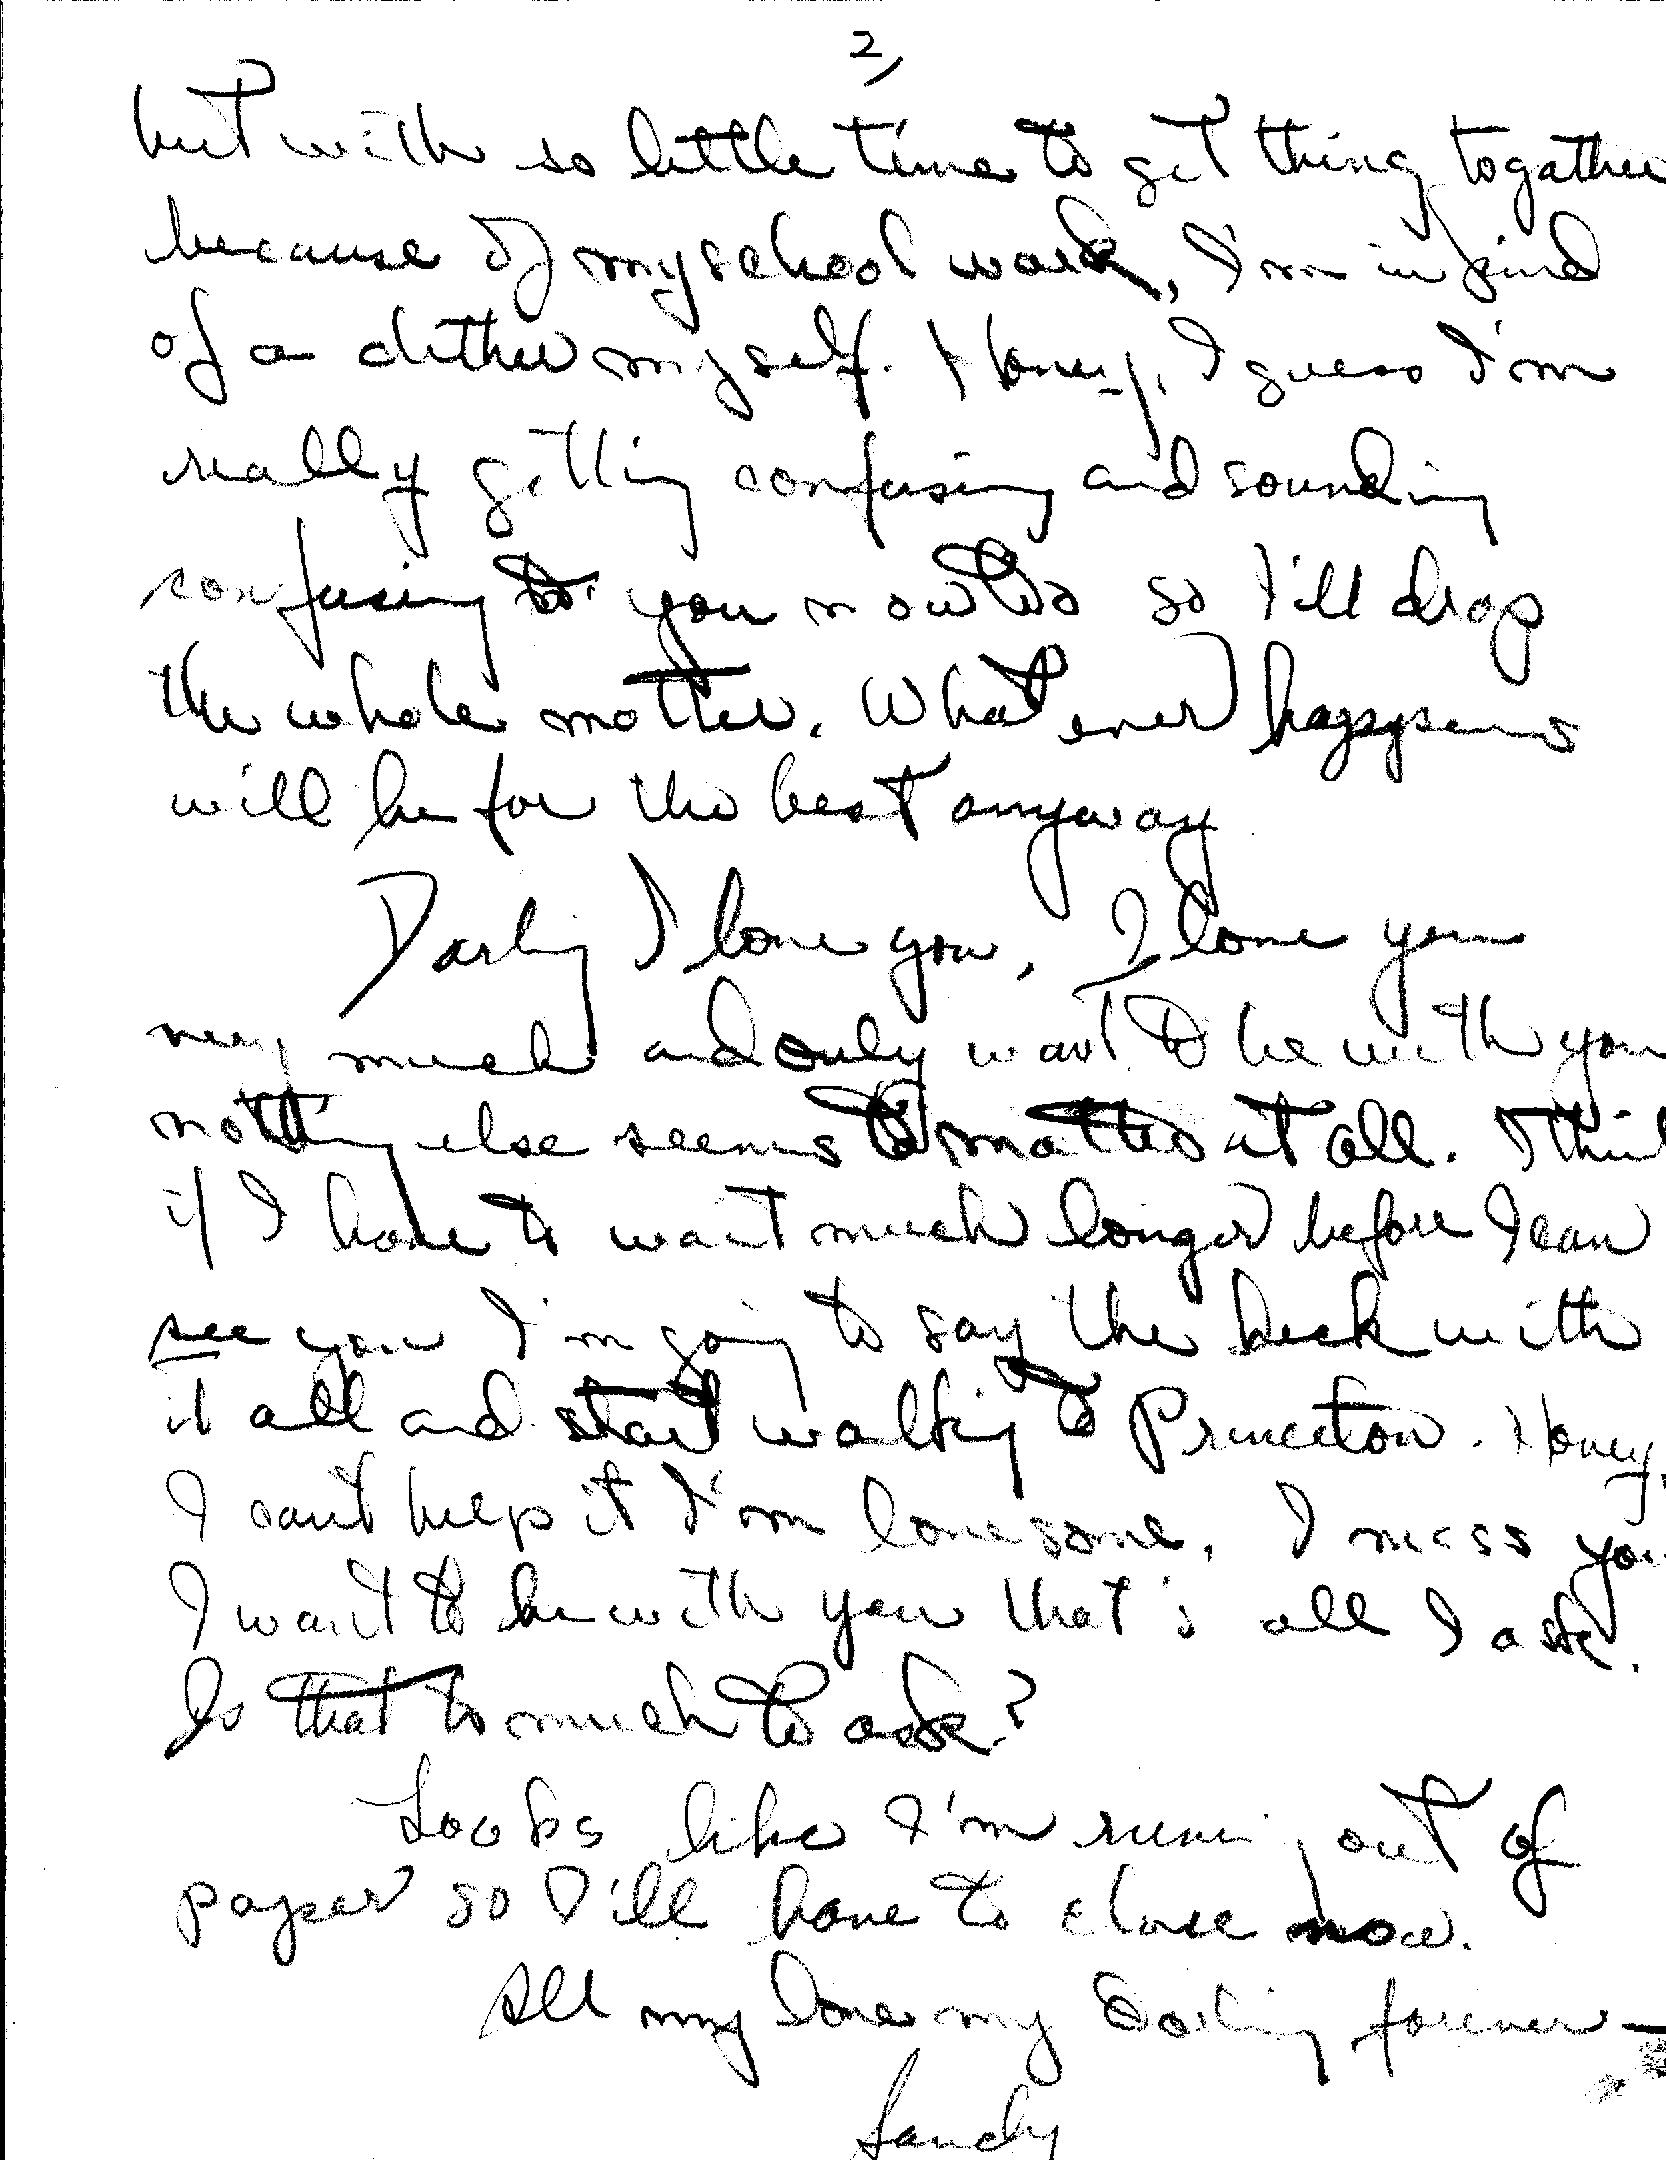 2,
but with so little time to get thing togather
because of my school work, I'm in kind
of a dither myself. Honey, I guess I'm
really getting confusing and sounding
confusing to you now too so I'll drop
the whole matter. What ever happens
will be for the best anyway
Darling I love you, I love you
very much and only want to be with you
nothing else seems to matter at all. I think
if I have to wait much longer before I can
see you I'm going to say the heck with
it all and start walking to Princeton. Honey,
I can't help it I'm lonesome, I miss you
I want to be with you that's all I ask.
Is that to much to ask?
Looks like I'm runing out of
paper so I'll have to close now.
All my love my Darling forever -
Sandy